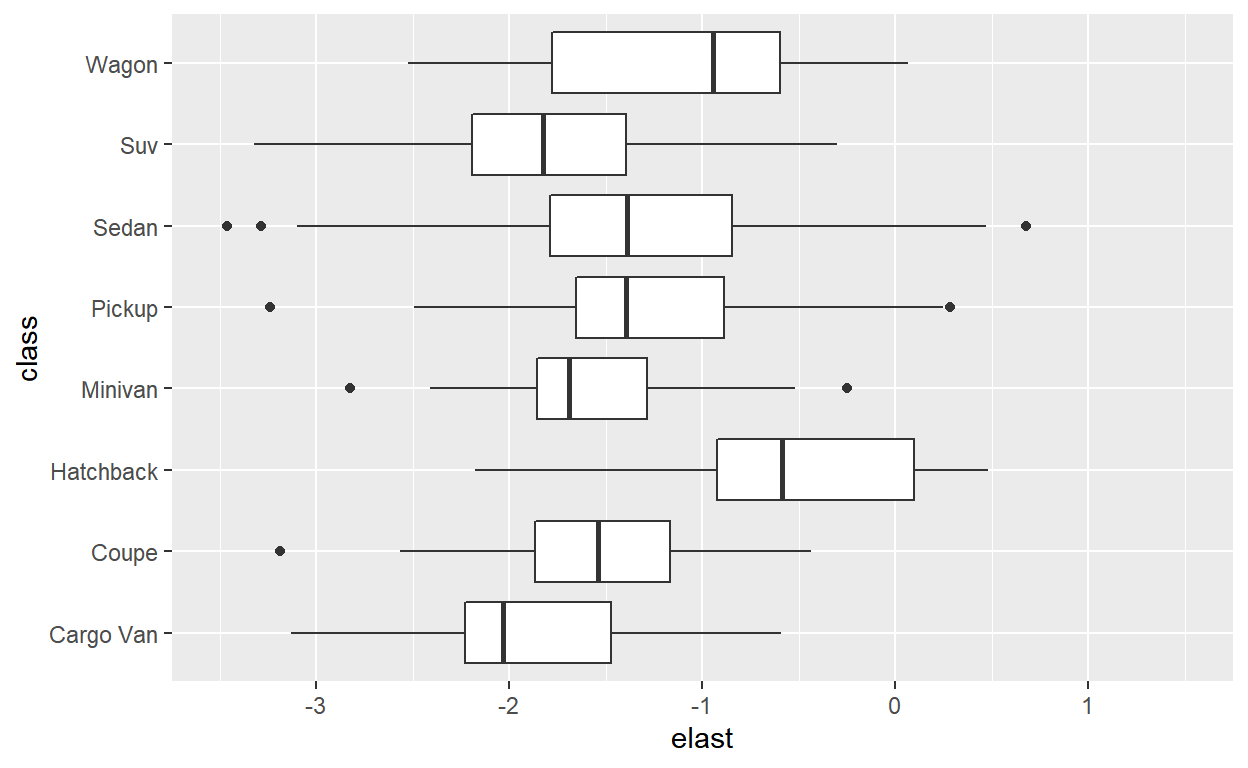 Wagon
Suv
Sedan
Pickup
Minivan
Hatchback
Coupe
Cargo Van
class
-3 -2 -1 0 1
elast